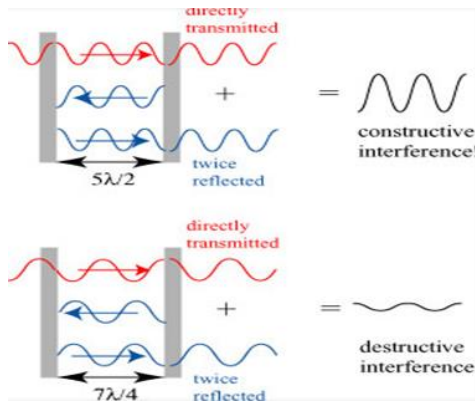 directly
transmitted
+
=
constructive
interference!
twice
reflected
5λ/2
directly
transmitted
+
=
destructive
interference
twice
reflected
7λ/4